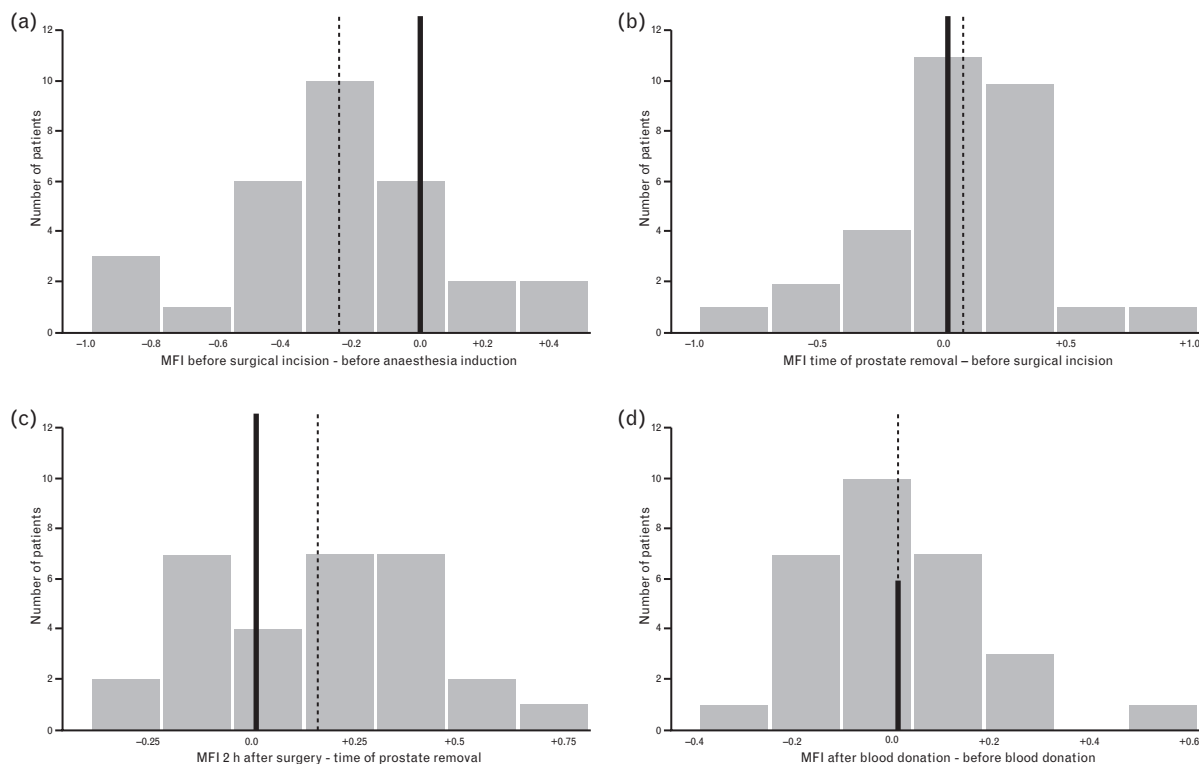 (a)
12
10
8
6
4
2
0
Number of patients
−1.0 −0.8 −0.6 −0.4 −0.2 0.0 +0.2 +0.4
MFI before surgical incision - before anaesthesia induction
(b)
12
10
8
6
4
2
0
Number of patients
−1.0 −0.5 0.0 +0.5 +1.0
MFI time of prostate removal – before surgical incision
(c)
12
10
8
6
4
2
0
Number of patients
−0.25 0.0 +0.25 +0.5 +0.75
MFI 2 h after surgery - time of prostate removal
(d)
12
10
8
6
4
2
0
Number of patients
−0.4 −0.2 0.0 +0.2 +0.4 +0.6
MFI after blood donation - before blood donation